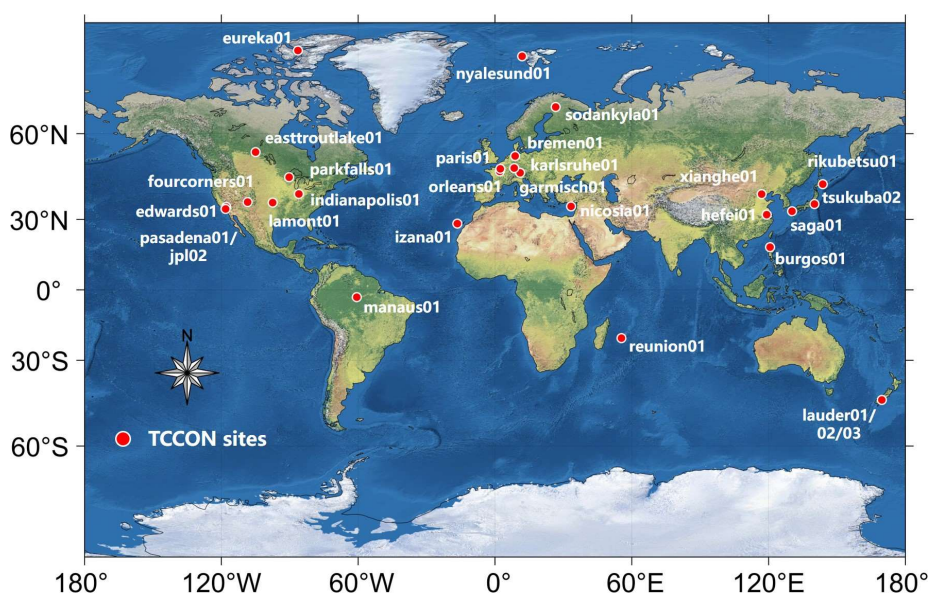 eureka01
nyalesund01
sodankyla01
60°N
easttroutlake01
bremen01
paris01
karlsruhe01
rikubetsu01
parkfalls01
xianghe01
fourcorners01
orleans01
garmisch01
indianapolis01
tsukuba02
edwards01
lamont01
nicosia01
hefei01
30°N
saga01
pasadena01/
jpl02
izana01
burgos01
0°
manaus01
N
reunion01
30°S
lauder01/
02/03
TCCON sites
60°S
180°
120°W
60°W
0°
60°E
120°E
180°